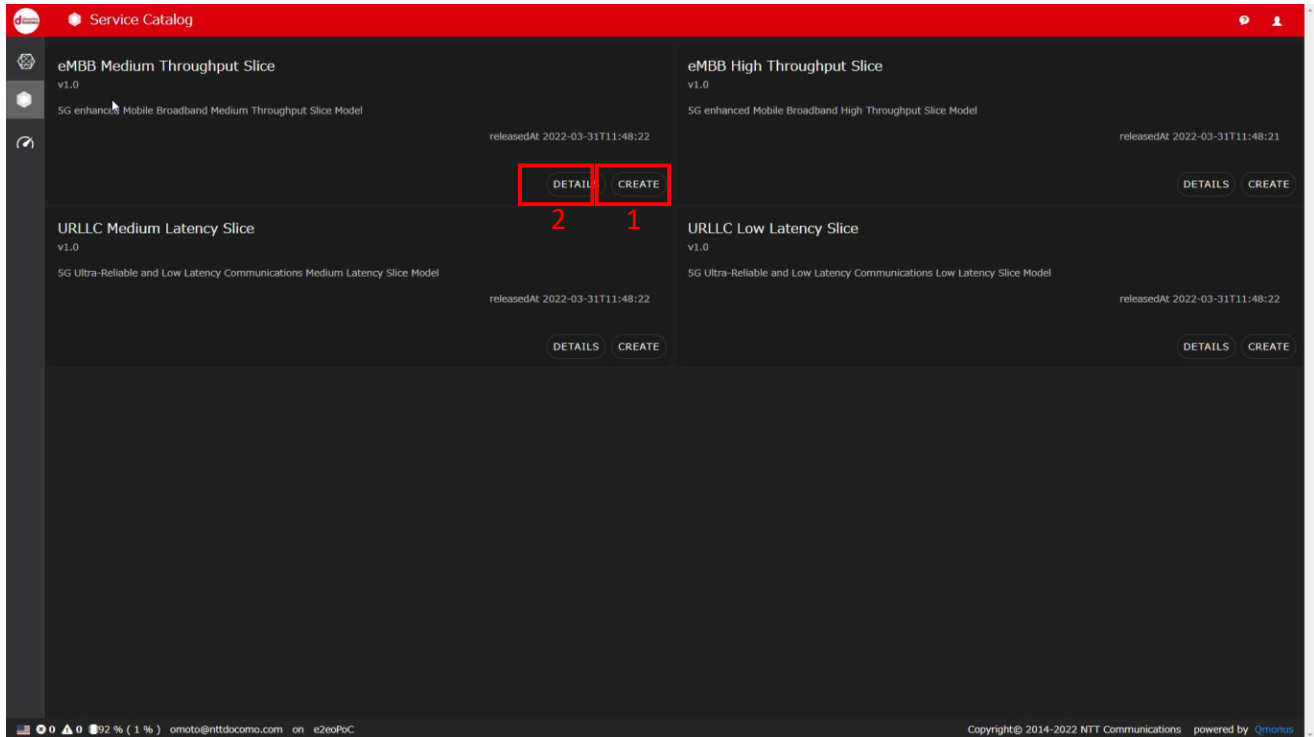 döcomo business Service Catalog
eMBB Medium Throughput Slice
v1.0
5G enhanced Mobile Broadband Medium Throughput Slice Model
releasedAt 2022-03-31T11:48:22
DETAILS CREATE
2 1
eMBB High Throughput Slice
v1.0
5G enhanced Mobile Broadband High Throughput Slice Model
releasedAt 2022-03-31T11:48:21
DETAILS CREATE
URLLC Medium Latency Slice
v1.0
5G Ultra-Reliable and Low Latency Communications Medium Latency Slice Model
releasedAt 2022-03-31T11:48:22
DETAILS CREATE
URLLC Low Latency Slice
v1.0
5G Ultra-Reliable and Low Latency Communications Low Latency Slice Model
releasedAt 2022-03-31T11:48:22
DETAILS CREATE
0 0 92 % ( 1 % ) omoto@nttdocomo.com on e2eoPoC Copyright© 2014-2022 NTT Communications powered by Qmonus